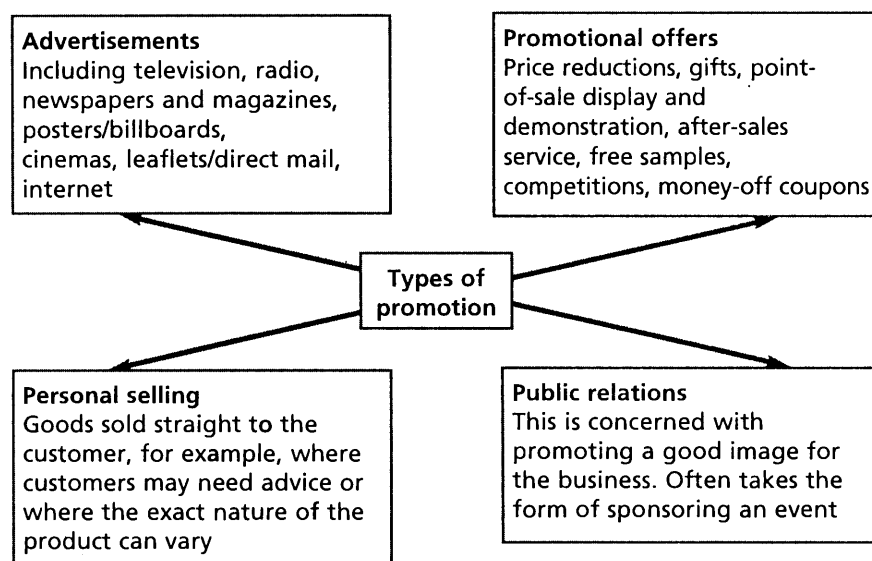 Advertisements
Including television, radio,
newspapers and magazines,
posters/billboards,
cinemas, leaflets/direct mail,
internet
Promotional offers
Price reductions, gifts, point-
of-sale display and
demonstration, after-sales
service, free samples,
competitions, money-off coupons
Types of
promotion
Personal selling
Goods sold straight to the
customer, for example, where
customers may need advice or
where the exact nature of the
product can vary
Public relations
This is concerned with
promoting a good image for
the business. Often takes the
form of sponsoring an event